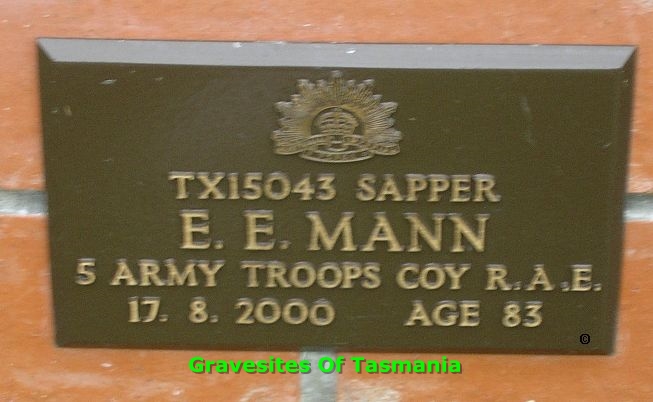 TX15043 SAPPER
E. E. MANN
5 ARMY TROOPS COY R.A.E.
17. 8. 2000 AGE 83
©
Gravesites Of Tasmania